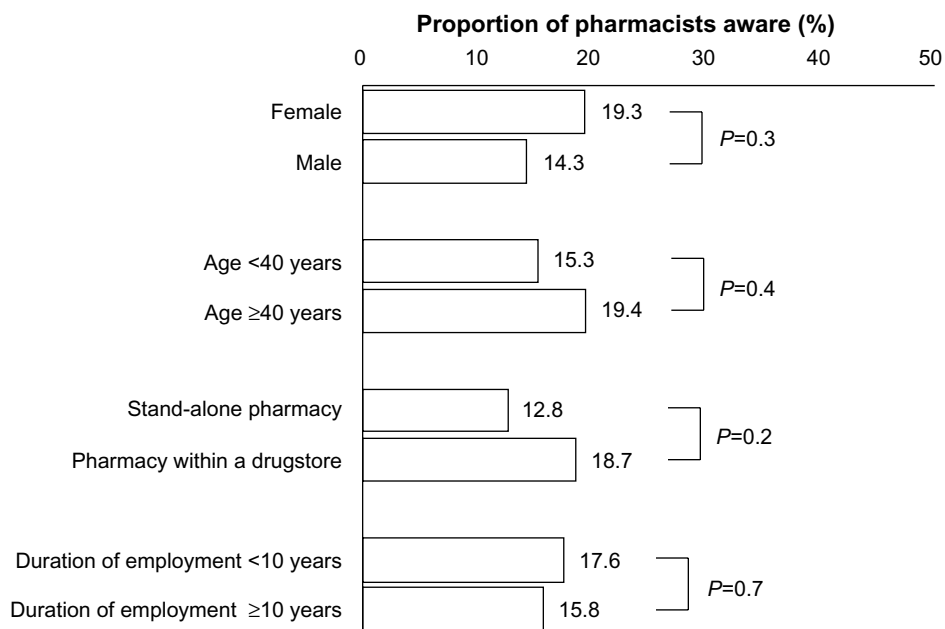 Proportion of pharmacists aware (%)
0 10 20 30 40 50
Female 19.3
P=0.3
Male 14.3
Age <40 years 15.3
P=0.4
Age ≥40 years 19.4
Stand-alone pharmacy 12.8
P=0.2
Pharmacy within a drugstore 18.7
Duration of employment <10 years 17.6
P=0.7
Duration of employment ≥10 years 15.8